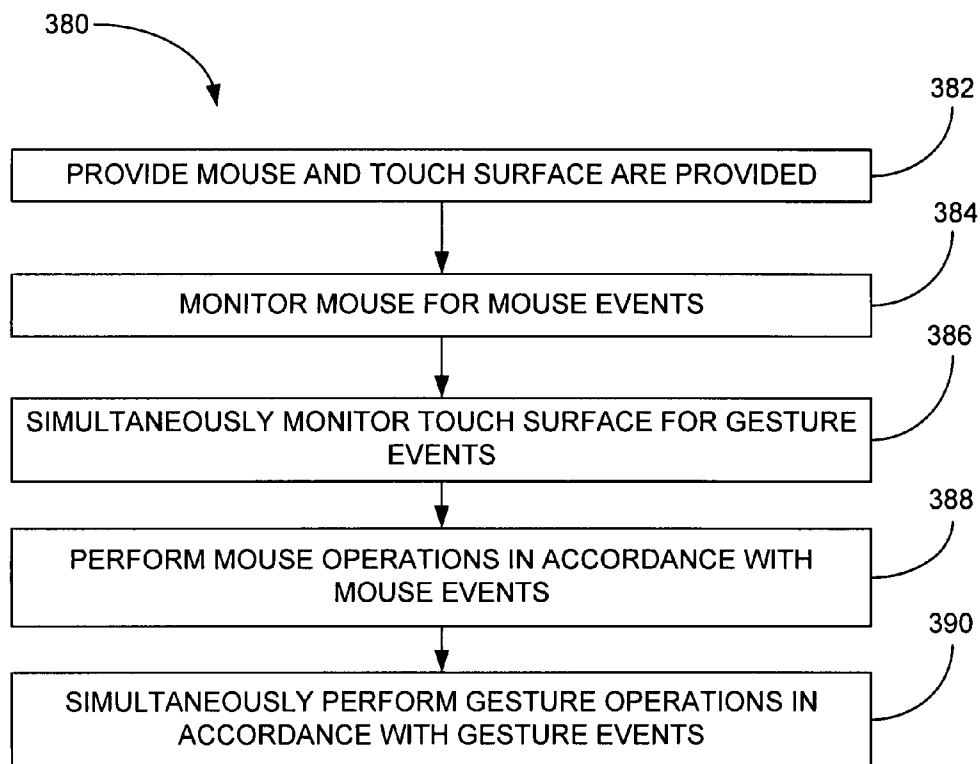 380
382
PROVIDE MOUSE AND TOUCH SURFACE ARE PROVIDED
384
MONITOR MOUSE FOR MOUSE EVENTS
386
SIMULTANEOUSLY MONITOR TOUCH SURFACE FOR GESTURE
EVENTS
388
PERFORM MOUSE OPERATIONS IN ACCORDANCE WITH
MOUSE EVENTS
390
SIMULTANEOUSLY PERFORM GESTURE OPERATIONS IN
ACCORDANCE WITH GESTURE EVENTS